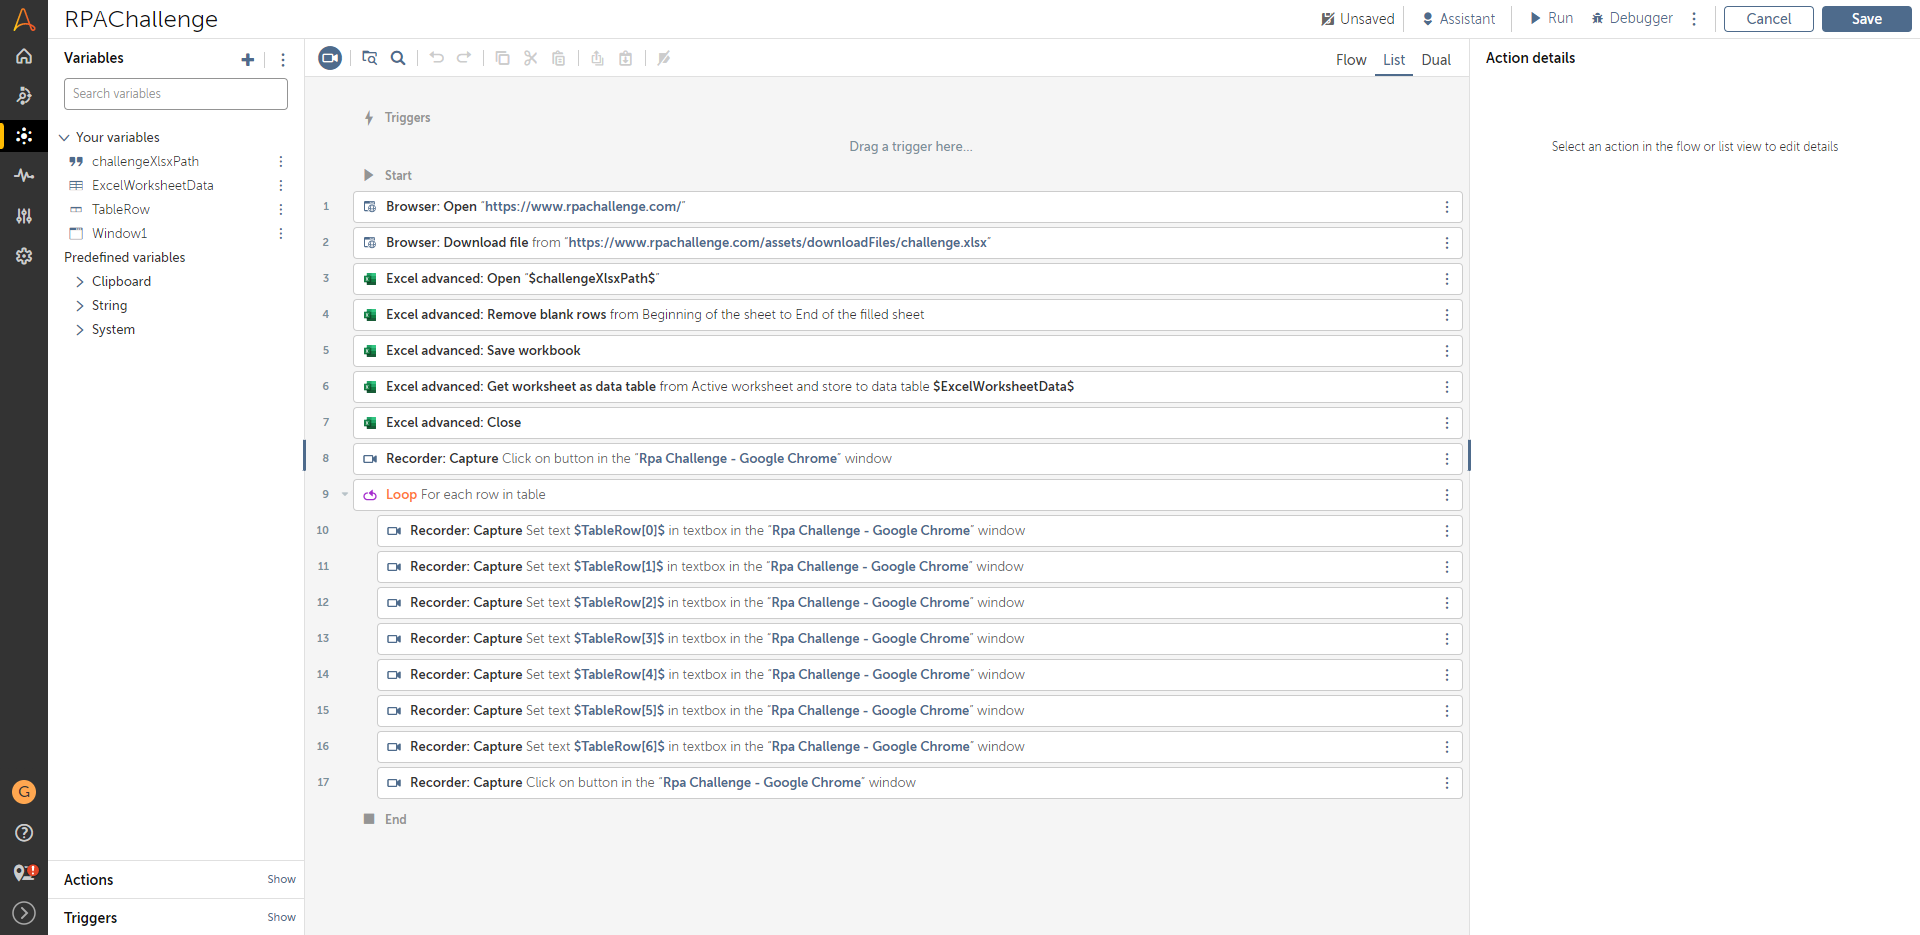 RPAChallenge
Unsaved
Assistant
Run
Debugger
Cancel
Save
Variables
Search variables
Your variables
challengeXlsxPath
ExcelWorksheetData
TableRow
Window1
Predefined variables
Clipboard
String
System
Actions Show
Triggers Show
G
Flow List Dual
Triggers
Drag a trigger here...
Start
1 Browser: Open "https://www.rpachallenge.com/"
2 Browser: Download file from "https://www.rpachallenge.com/assets/downloadFiles/challenge.xlsx"
3 Excel advanced: Open "$challengeXlsxPath$"
4 Excel advanced: Remove blank rows from Beginning of the sheet to End of the filled sheet
5 Excel advanced: Save workbook
6 Excel advanced: Get worksheet as data table from Active worksheet and store to data table $ExcelWorksheetData$
7 Excel advanced: Close
8 Recorder: Capture Click on button in the "Rpa Challenge - Google Chrome" window
9 Loop For each row in table
10 Recorder: Capture Set text $TableRow[0]$ in textbox in the "Rpa Challenge - Google Chrome" window
11 Recorder: Capture Set text $TableRow[1]$ in textbox in the "Rpa Challenge - Google Chrome" window
12 Recorder: Capture Set text $TableRow[2]$ in textbox in the "Rpa Challenge - Google Chrome" window
13 Recorder: Capture Set text $TableRow[3]$ in textbox in the "Rpa Challenge - Google Chrome" window
14 Recorder: Capture Set text $TableRow[4]$ in textbox in the "Rpa Challenge - Google Chrome" window
15 Recorder: Capture Set text $TableRow[5]$ in textbox in the "Rpa Challenge - Google Chrome" window
16 Recorder: Capture Set text $TableRow[6]$ in textbox in the "Rpa Challenge - Google Chrome" window
17 Recorder: Capture Click on button in the "Rpa Challenge - Google Chrome" window
End
Action details
Select an action in the flow or list view to edit details